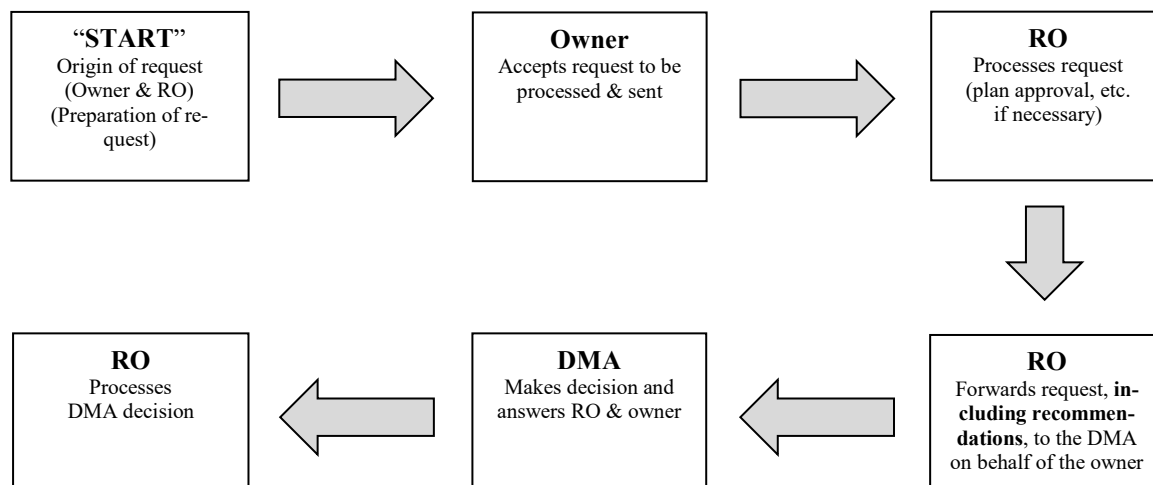 “START”
Origin of request
(Owner & RO)
(Preparation of re-
quest)
Owner
Accepts request to be
processed & sent
RO
Processes request
(plan approval, etc.
if necessary)
RO
Forwards request, in-
cluding recommen-
dations, to the DMA
on behalf of the owner
DMA
Makes decision and
answers RO & owner
RO
Processes
DMA decision